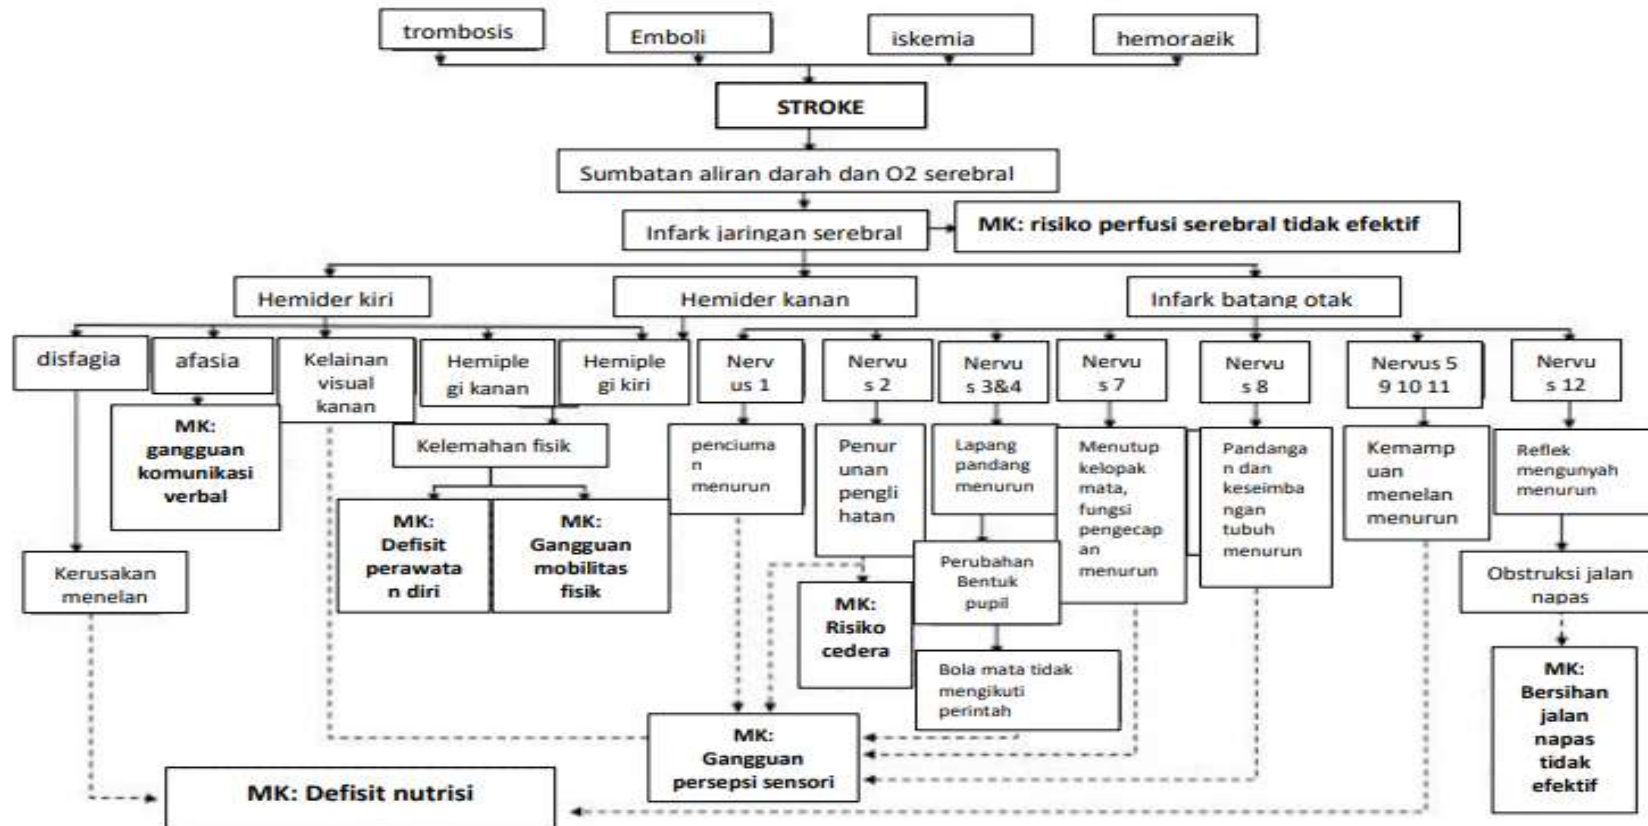 trombosis
Emboli
iskemia
hemoragik
STROKE
Sumbatan aliran darah dan O2 serebral
Infark jaringan serebral
MK: risiko perfusi serebral tidak efektif
Hemider kiri
Hemider kanan
Infark batang otak
disfagia
afasia
Kelainan
visual
kanan
Hemiple
gi kanan
Hemiple
gi kiri
Nerv
us 1
Nervu
s 2
Nervu
s 3&4
Nervu
s 7
Nervu
s 8
Nervus 5
9 10 11
Nervu
s 12
MK:
gangguan
komunikasi
verbal
Kelemahan fisik
penciuma
n
menurun
Penur
unan
pengli
hatan
Lapang
pandang
menurun
Menutup
kelopak
mata,
fungsi
pengecap
an
menurun
Pandanga
n dan
keseimba
ngan
tubuh
menurun
Kemamp
uan
menelan
menurun
Reflek
mengunyah
menurun
MK:
Defisit
perawata
n diri
MK:
Gangguan
mobilitas
fisik
Kerusakan
menelan
Perubahan
Bentuk
pupil
Obstruksi jalan
napas
MK:
Risiko
cedera
Bola mata tidak
mengikuti
perintah
MK:
Bersihan
jalan
napas
tidak
efektif
MK:
Gangguan
persepsi sensori
MK: Defisit nutrisi